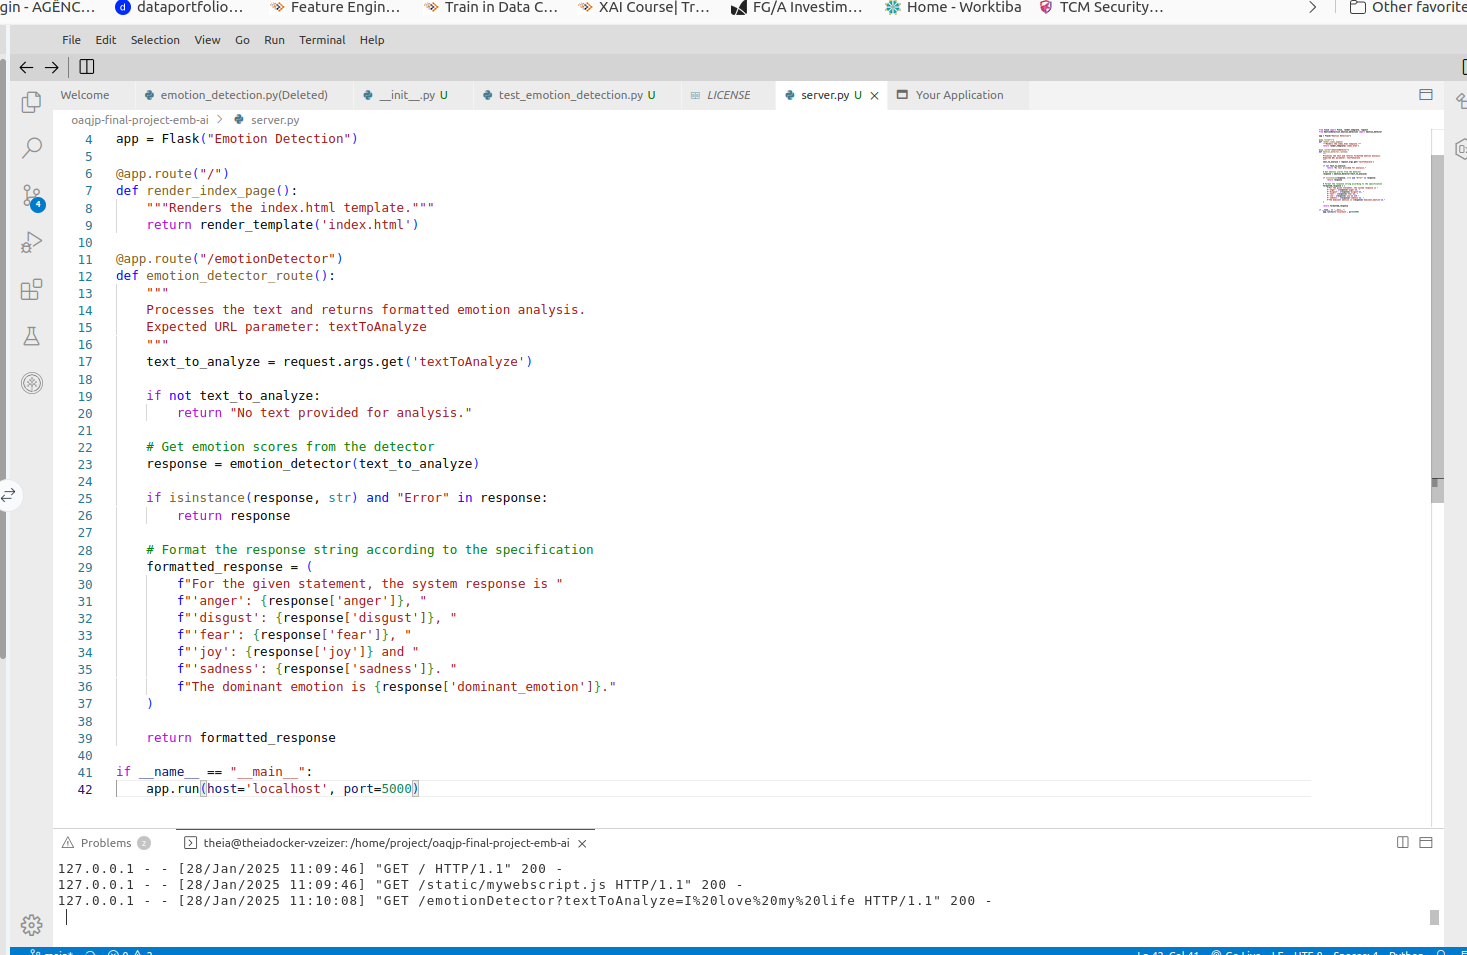 gin - AGÊNC...
d dataportfolio...
Feature Engin...
Train in Data C...
XAI Course| Tr...
FG/A Investim...
Home - Worktiba
TCM Security...
Other favorite
File Edit Selection View Go Run Terminal Help
Welcome
emotion_detection.py(Deleted)
__init__.py U
test_emotion_detection.py U
LICENSE
server.py U
Your Application
oaqjp-final-project-emb-ai > server.py
4 app = Flask("Emotion Detection")
5
6 @app.route("/")
7 def render_index_page():
8 """Renders the index.html template."""
9 return render_template('index.html')
10
11 @app.route("/emotionDetector")
12 def emotion_detector_route():
13 """
14 Processes the text and returns formatted emotion analysis.
15 Expected URL parameter: textToAnalyze
16 """
17 text_to_analyze = request.args.get('textToAnalyze')
18
19 if not text_to_analyze:
20 return "No text provided for analysis."
21
22 # Get emotion scores from the detector
23 response = emotion_detector(text_to_analyze)
24
25 if isinstance(response, str) and "Error" in response:
26 return response
27
28 # Format the response string according to the specification
29 formatted_response = (
30 f"For the given statement, the system response is "
31 f"'anger': {response['anger']}, "
32 f"'disgust': {response['disgust']}, "
33 f"'fear': {response['fear']}, "
34 f"'joy': {response['joy']} and "
35 f"'sadness': {response['sadness']}. "
36 f"The dominant emotion is {response['dominant_emotion']}."
37 )
38
39 return formatted_response
40
41 if __name__ == "__main__":
42 app.run(host='localhost', port=5000)
4
Problems 2
theia@theiadocker-vzeizer: /home/project/oaqjp-final-project-emb-ai
127.0.0.1 - - [28/Jan/2025 11:09:46] "GET / HTTP/1.1" 200 -
127.0.0.1 - - [28/Jan/2025 11:09:46] "GET /static/mywebscript.js HTTP/1.1" 200 -
127.0.0.1 - - [28/Jan/2025 11:10:08] "GET /emotionDetector?textToAnalyze=I%20love%20my%20life HTTP/1.1" 200 -